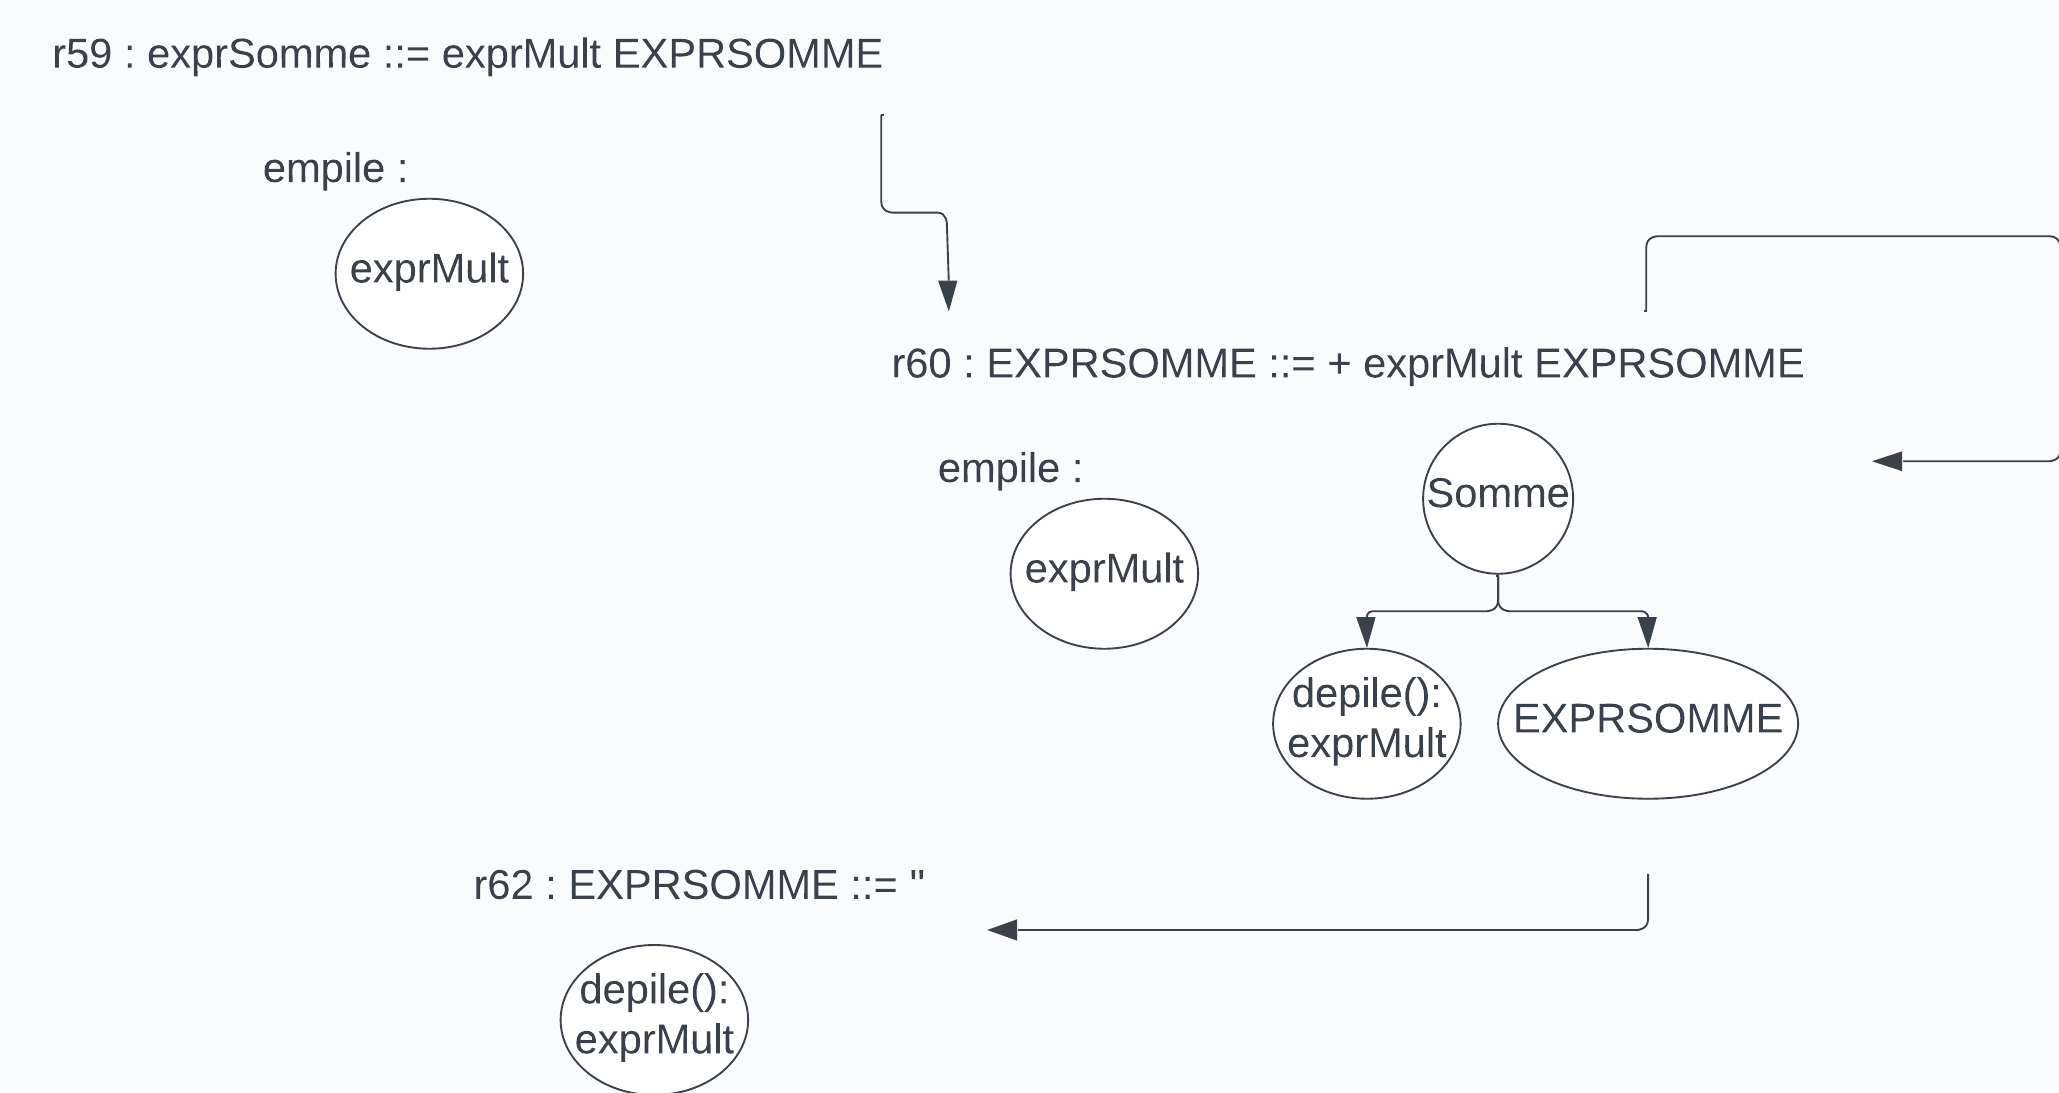 r59 : exprSomme ::= exprMult EXPRSOMME
empile :
exprMult
r60 : EXPRSOMME ::= + exprMult EXPRSOMME
empile :
exprMult
Somme
depile():
exprMult
EXPRSOMME
r62 : EXPRSOMME ::= "
depile():
exprMult